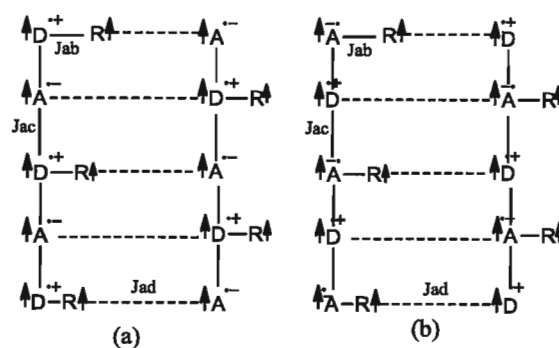 D•+ R A•− A•− R D•+
Jab Jab
A•− D•+ R D•+ A•− R
Jac Jac
D•+ R A•− A•− R D•+
A•− D•+ R D•+ A•+ R
Jad Jad
D•+ R A•− A• R D•+
(a) (b)